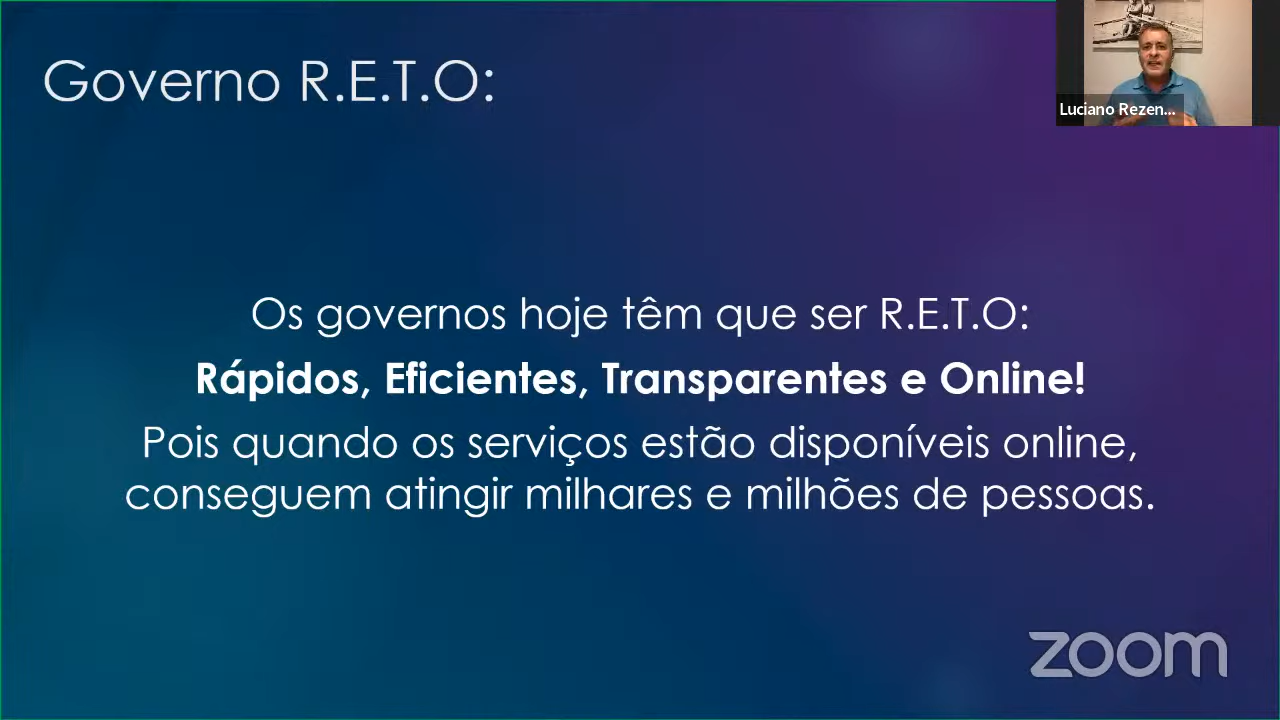 Governo R.E.T.O:
Luciano Rezen...
Os governos hoje têm que ser R.E.T.O:
Rápidos, Eficientes, Transparentes e Online!
Pois quando os serviços estão disponíveis online,
conseguem atingir milhares e milhões de pessoas.
zoom